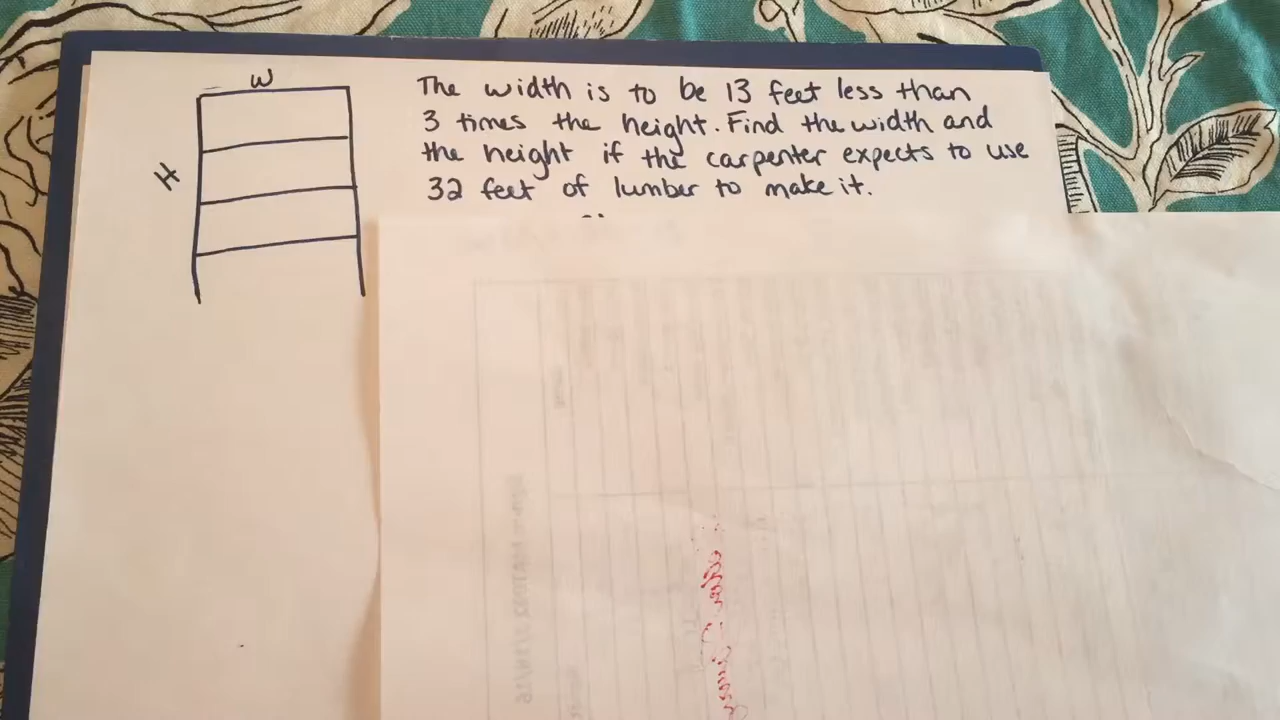 W
The width is to be 13 feet less than
3 times the height. Find the width and
H
the height if the carpenter expects to use
32 feet of lumber to make it.